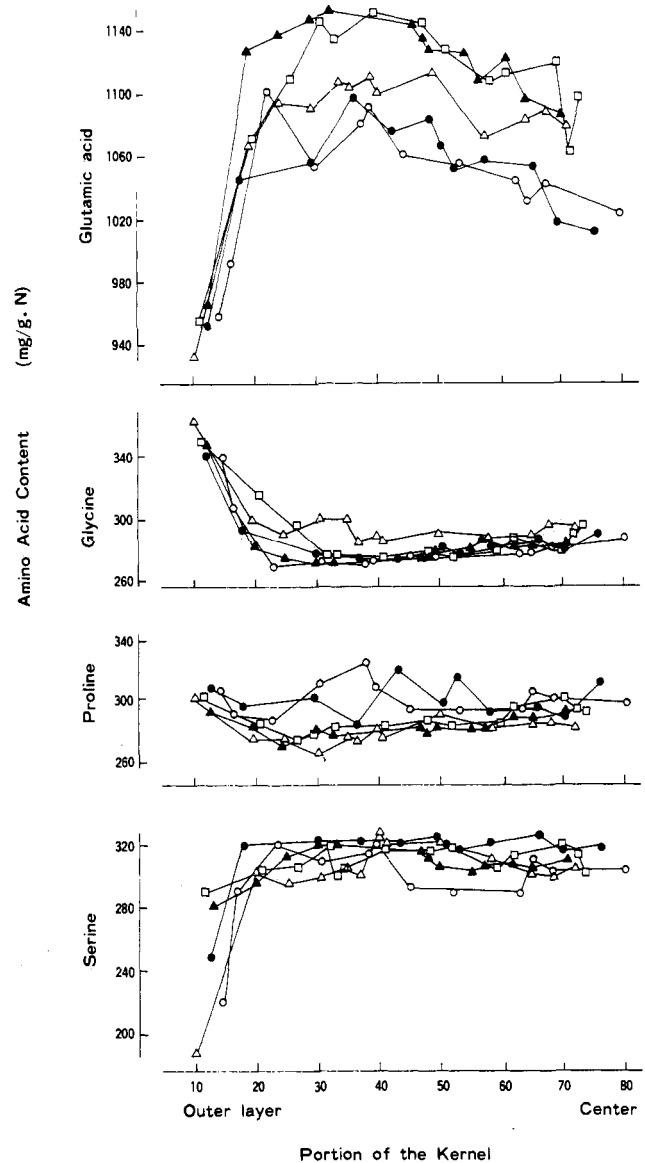 1140
1100
1060
1020
980
940
Glutamic acid
(mg/g·N)
Amino Acid Content
340
300
260
Glycine
340
300
260
Proline
320
280
240
200
Serine
10 20 30 40 50 60 70 80
Outer layer Center
Portion of the Kernel